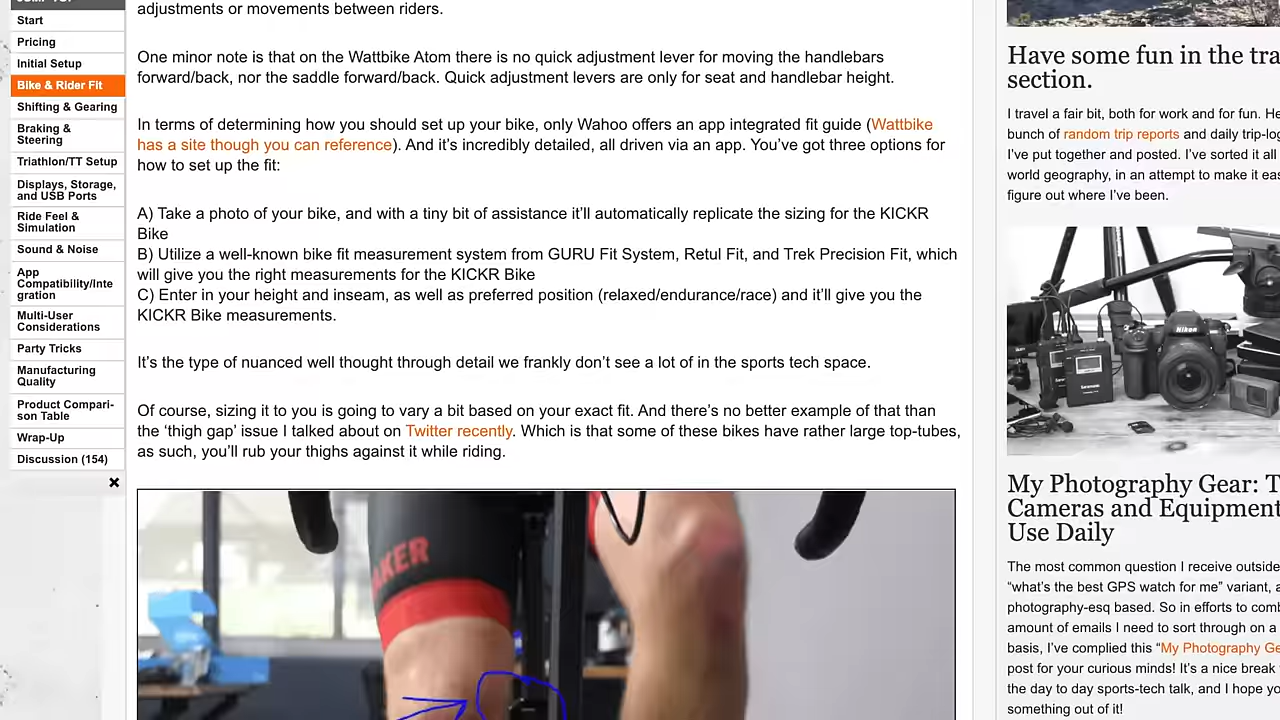 Start
Pricing
Initial Setup
Bike & Rider Fit
Shifting & Gearing
Braking &
Steering
Triathlon/TT Setup
Displays, Storage,
and USB Ports
Ride Feel &
Simulation
Sound & Noise
App
Compatibility/Inte
gration
Multi-User
Considerations
Party Tricks
Manufacturing
Quality
Product Compari-
son Table
Wrap-Up
Discussion (154)
adjustments or movements between riders.
One minor note is that on the Wattbike Atom there is no quick adjustment lever for moving the handlebars
forward/back, nor the saddle forward/back. Quick adjustment levers are only for seat and handlebar height.
In terms of determining how you should set up your bike, only Wahoo offers an app integrated fit guide (Wattbike
has a site though you can reference). And it’s incredibly detailed, all driven via an app. You’ve got three options for
how to set up the fit:
A) Take a photo of your bike, and with a tiny bit of assistance it’ll automatically replicate the sizing for the KICKR
Bike
B) Utilize a well-known bike fit measurement system from GURU Fit System, Retul Fit, and Trek Precision Fit, which
will give you the right measurements for the KICKR Bike
C) Enter in your height and inseam, as well as preferred position (relaxed/endurance/race) and it’ll give you the
KICKR Bike measurements.
It’s the type of nuanced well thought through detail we frankly don’t see a lot of in the sports tech space.
Of course, sizing it to you is going to vary a bit based on your exact fit. And there’s no better example of that than
the ‘thigh gap’ issue I talked about on Twitter recently. Which is that some of these bikes have rather large top-tubes,
as such, you’ll rub your thighs against it while riding.
AKER
Have some fun in the tra
section.
I travel a fair bit, both for work and for fun. He
bunch of random trip reports and daily trip-lo
I’ve put together and posted. I’ve sorted it all
world geography, in an attempt to make it eas
figure out where I’ve been.
Nikon
My Photography Gear: T
Cameras and Equipment
Use Daily
The most common question I receive outside
“what’s the best GPS watch for me” variant, a
photography-esq based. So in efforts to comb
amount of emails I need to sort through on a
basis, I’ve complied this “My Photography Ge
post for your curious minds! It’s a nice break
the day to day sports-tech talk, and I hope yo
something out of it!